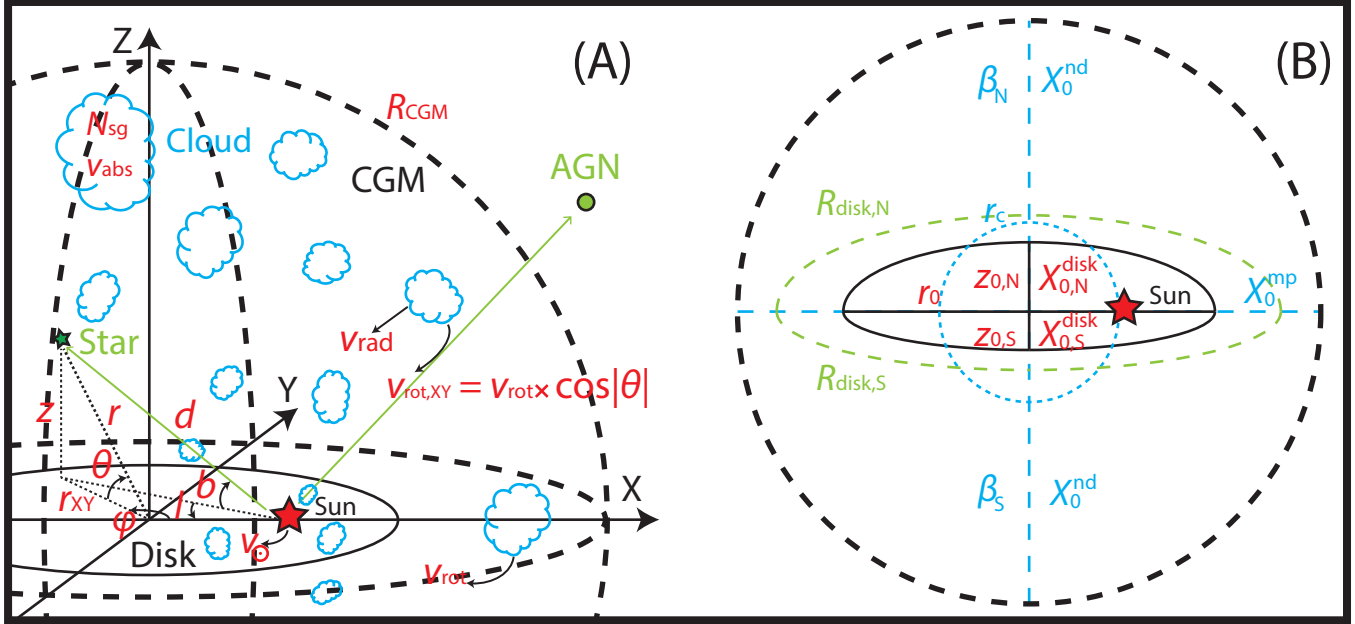 (A)
Z
R_CGM
N_sg
Cloud
v_abs
CGM
AGN
Star
v_rad
v_rot,XY = v_rot× cos|θ|
Y
z
r
d
θ
b
X
r_XY
l
Sun
φ
Disk
v_⊙
v_rot
(B)
β_N
X_0^nd
R_disk,N
r_c
z_0,N
X_0,N^disk
r_0
Sun
X_0^mp
z_0,S
X_0,S^disk
R_disk,S
β_S
X_0^nd